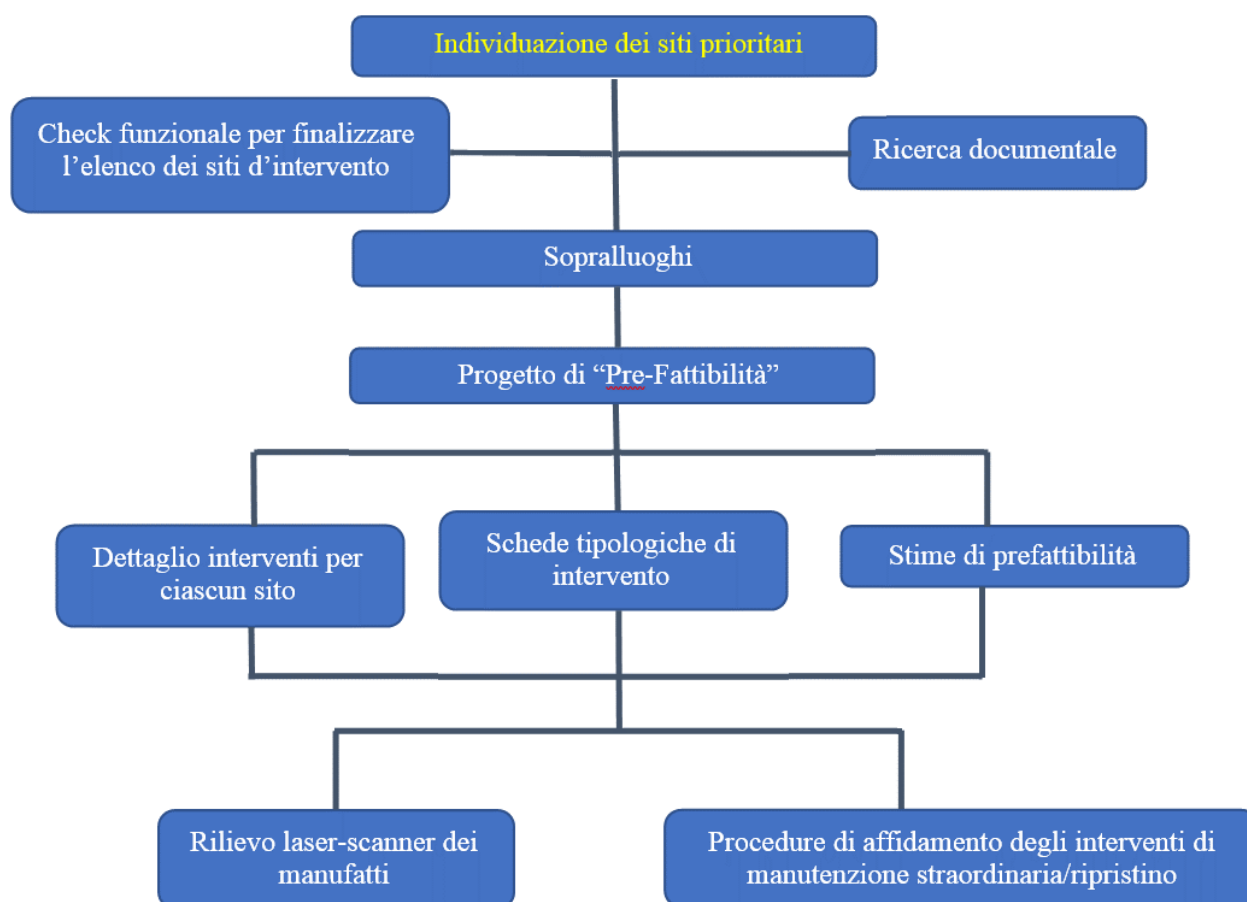 Individuazione dei siti prioritari
Check funzionale per finalizzare
l’elenco dei siti d’intervento
Ricerca documentale
Sopralluoghi
Progetto di “Pre-Fattibilità”
Dettaglio interventi per
ciascun sito
Schede tipologiche di
intervento
Stime di prefattibilità
Rilievo laser-scanner dei
manufatti
Procedure di affidamento degli interventi di
manutenzione straordinaria/ripristino